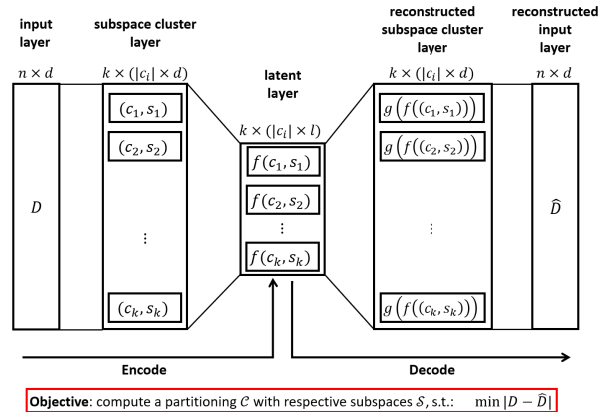 input
layer
n × d
D
subspace cluster
layer
k × (|c_i| × d)
(c_1, s_1)
(c_2, s_2)
⋮
(c_k, s_k)
latent
layer
k × (|c_i| × l)
f(c_1, s_1)
f(c_2, s_2)
⋮
f(c_k, s_k)
reconstructed
subspace cluster
layer
k × (|c_i| × d)
g(f((c_1, s_1)))
g(f((c_2, s_2)))
⋮
g(f((c_k, s_k)))
reconstructed
input
layer
n × d
D̂
Encode
Decode
Objective: compute a partitioning 𝒞 with respective subspaces 𝒮, s.t.: min |D − D̂|